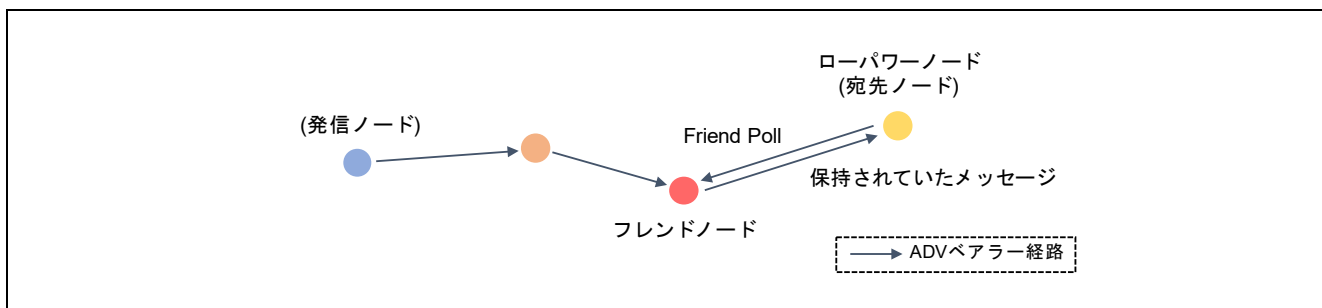 ローパワーノード
(宛先ノード)
(発信ノード)
Friend Poll
保持されていたメッセージ
フレンドノード
ADVベアラー経路